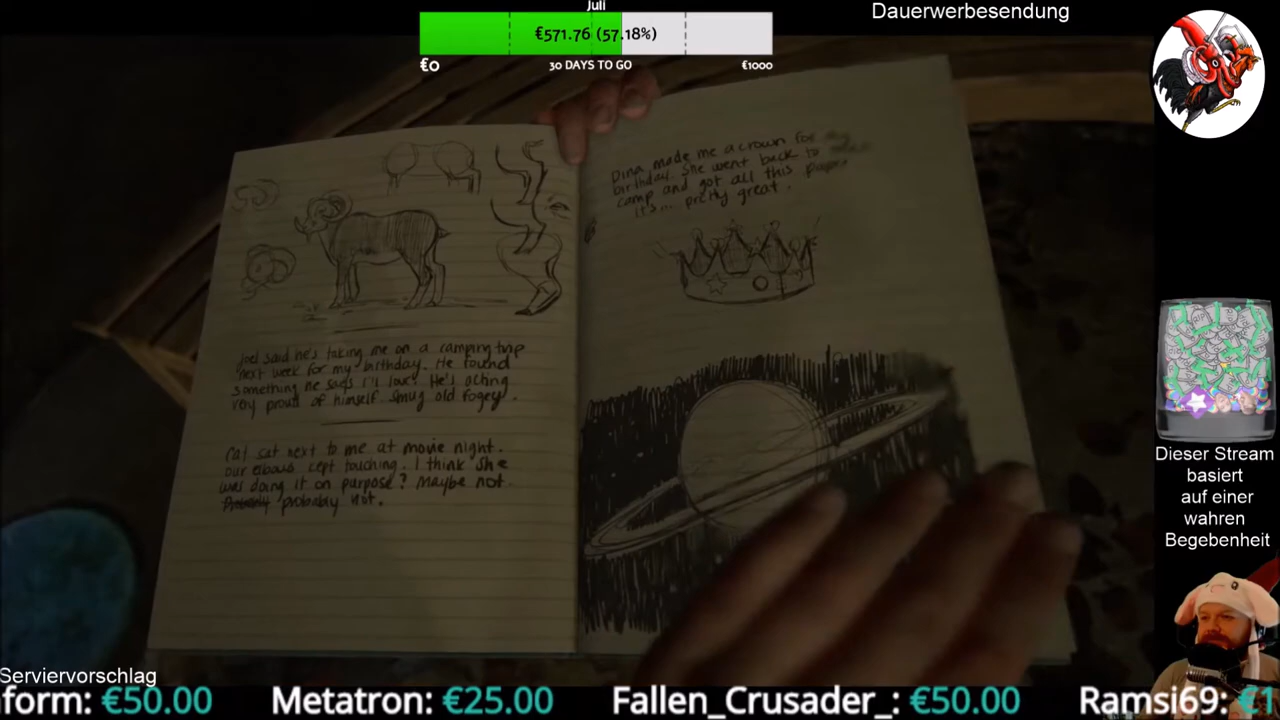 Juli
€571.76 (57.18%)
€0
30 DAYS TO GO
€1000
Dauerwerbesendung
Joel said he's taking me on a camping trip
next week for my birthday. He found
something he says I'll love. He's acting
very proud of himself. Smug old fogey.
Cat sat next to me at movie night.
our elbows kept touching. I think she
was doing it on purpose? Maybe not.
probably not.
Dina made me a crown for my
birthday. She went back to
camp and got all this paper
it's... pretty great.
Dieser Stream
basiert
auf einer
wahren
Begebenheit
Serviervorschlag
form: €50.00 Metatron: €25.00 Fallen_Crusader_: €50.00 Ramsi69: €1